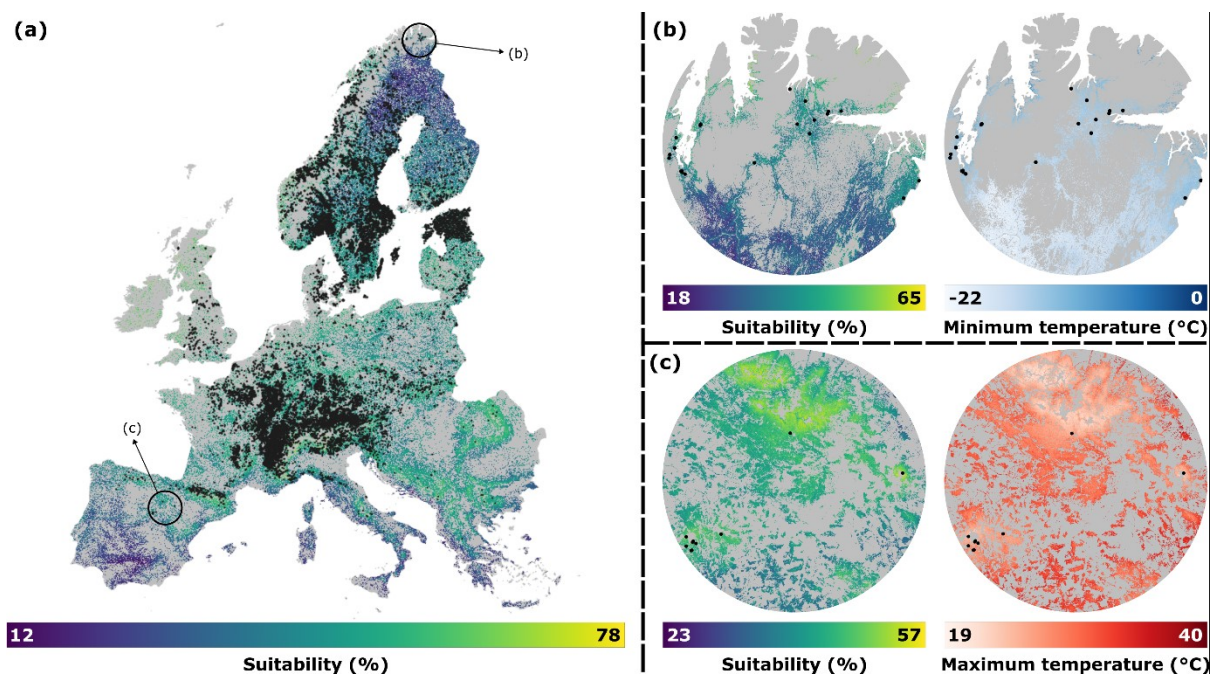 (a)
(b)
(c)
12 78
Suitability (%)
(b)
18 65
Suitability (%)
-22 0
Minimum temperature (°C)
(c)
23 57
Suitability (%)
19 40
Maximum temperature (°C)